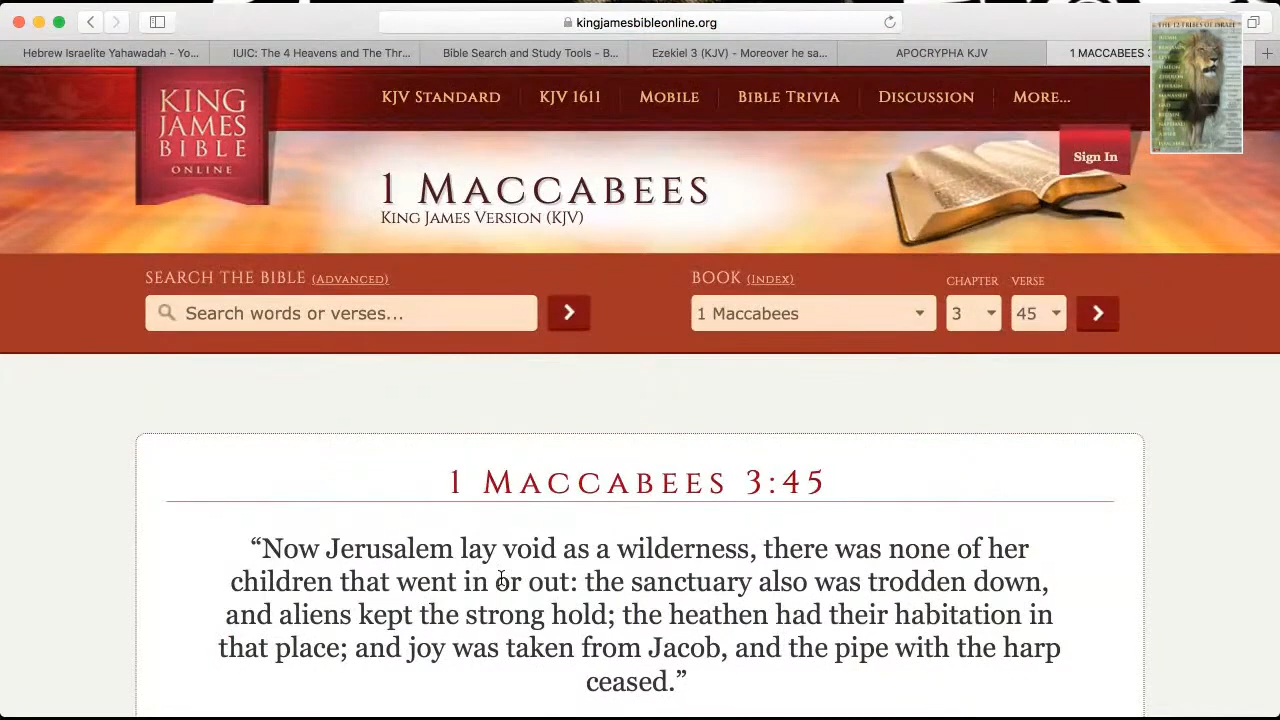 kingjamesbibleonline.org
Hebrew Israelite Yahawadah - Yo...
IUIC: The 4 Heavens and The Thr...
Bible Search and Study Tools - B...
Ezekiel 3 (KJV) - Moreover he sa...
APOCRYPHA KJV
1 MACCABEES 3:
THE 12 TRIBES OF ISRAEL
KING
JAMES
BIBLE
ONLINE
KJV Standard
KJV 1611
Mobile
Bible Trivia
Discussion
More...
Sign In
1 Maccabees
King James Version (KJV)
Search the Bible (Advanced)
Book (Index)
Chapter
Verse
Search words or verses...
1 Maccabees
3
45
1 Maccabees 3:45
“Now Jerusalem lay void as a wilderness, there was none of her
children that went in or out: the sanctuary also was trodden down,
and aliens kept the strong hold; the heathen had their habitation in
that place; and joy was taken from Jacob, and the pipe with the harp
ceased.”